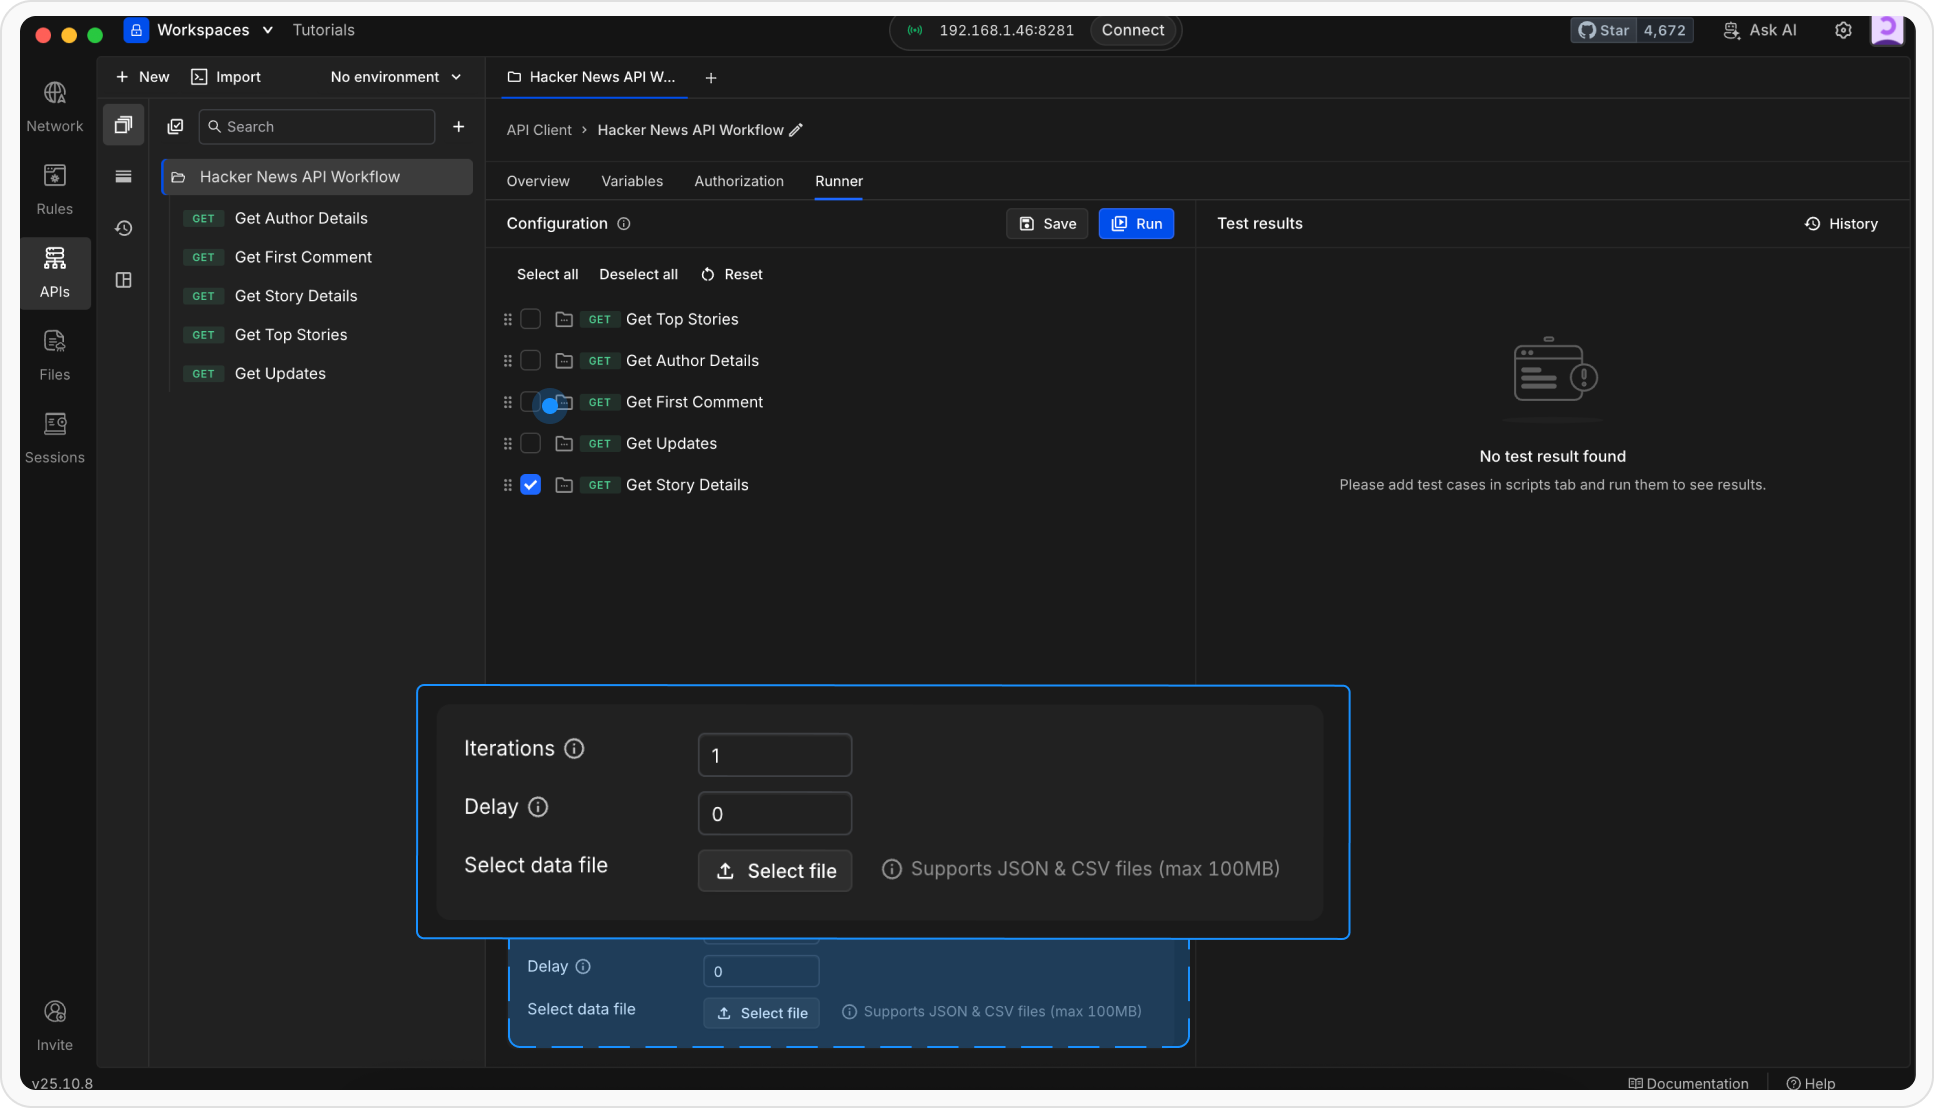 Workspaces
Tutorials
192.168.1.46:8281
Connect
Star 4,672
Ask AI
New
Import
No environment
Hacker News API W...
Network
Rules
APIs
Files
Sessions
Invite
Search
Hacker News API Workflow
GET Get Author Details
GET Get First Comment
GET Get Story Details
GET Get Top Stories
GET Get Updates
API Client › Hacker News API Workflow
Overview
Variables
Authorization
Runner
Configuration
Save
Run
Select all
Deselect all
Reset
GET Get Top Stories
GET Get Author Details
GET Get First Comment
GET Get Updates
GET Get Story Details
Test results
History
No test result found
Please add test cases in scripts tab and run them to see results.
Iterations
1
Delay
0
Select data file
Select file
Supports JSON & CSV files (max 100MB)
Delay
0
Select data file
Select file
Supports JSON & CSV files (max 100MB)
v25.10.8
Documentation
Help